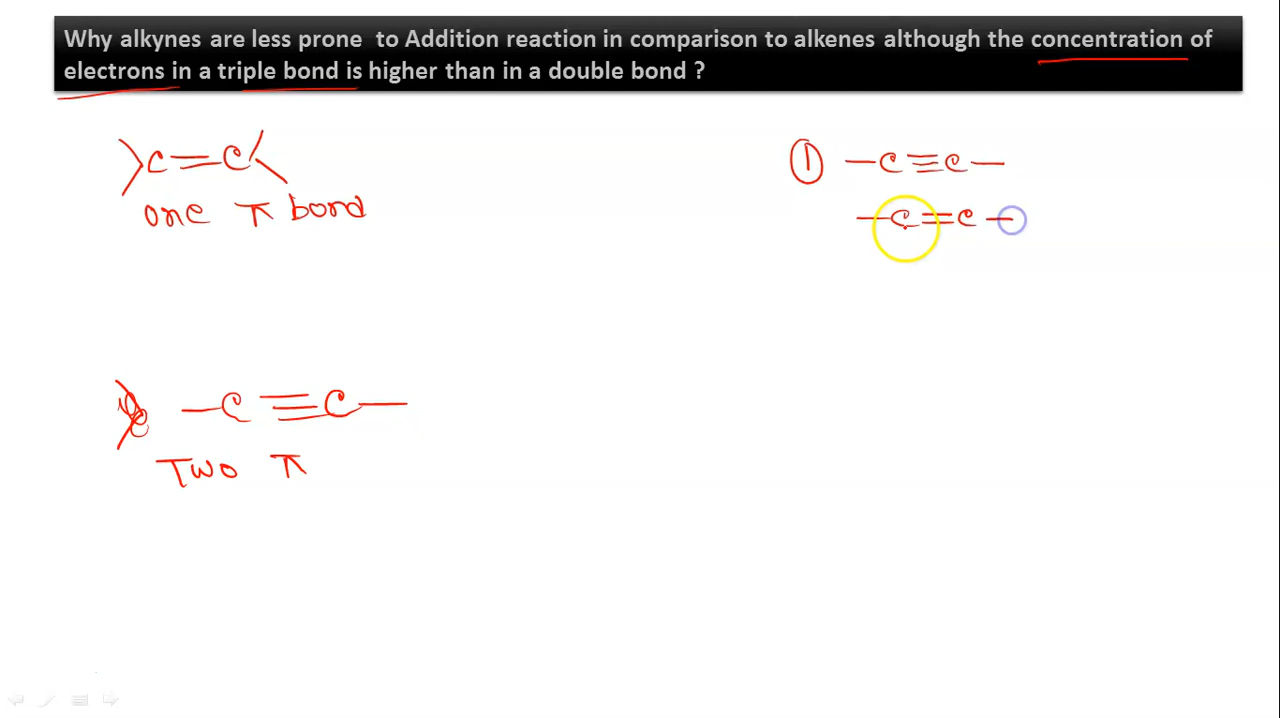 Why alkynes are less prone to Addition reaction in comparison to alkenes although the concentration of
electrons in a triple bond is higher than in a double bond ?
>C=C<
one π bond
① —C≡C—
—C=C—
—C≡C—
Two π